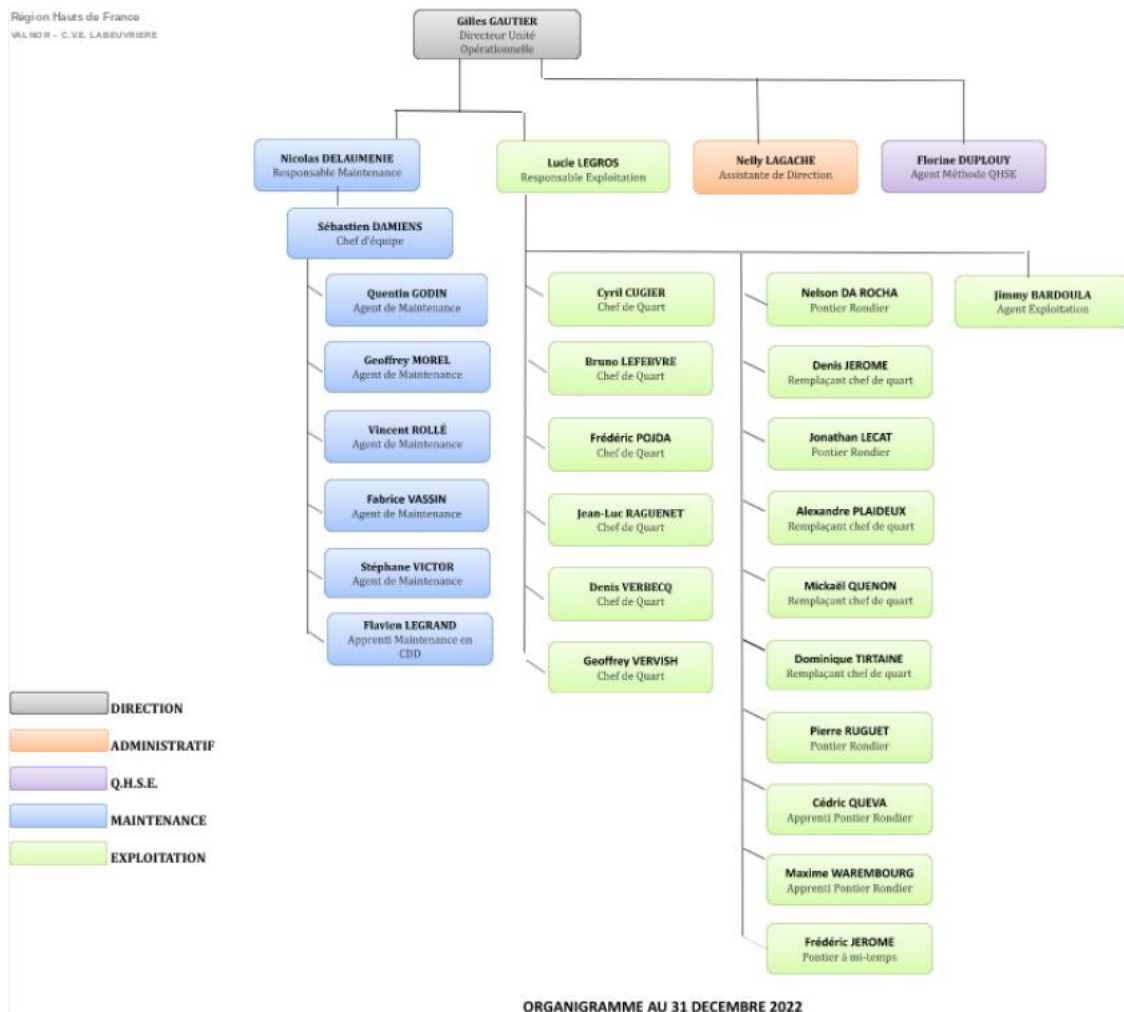 Région Hauts de France
VALNOR – C.V.E. LABEUVRIERE
Gilles GAUTIER
Directeur Unité
Opérationnelle
Nicolas DELAUMENIE
Responsable Maintenance
Lucie LEGROS
Responsable Exploitation
Nelly LAGACHE
Assistante de Direction
Florine DUPLOUY
Agent Méthode QHSE
Sébastien DAMIENS
Chef d'équipe
Quentin GODIN
Agent de Maintenance
Geoffrey MOREL
Agent de Maintenance
Vincent ROLLÉ
Agent de Maintenance
Fabrice VASSIN
Agent de Maintenance
Stéphane VICTOR
Agent de Maintenance
Flavien LEGRAND
Apprenti Maintenance en
CDD
Cyril CUGIER
Chef de Quart
Bruno LEFEBVRE
Chef de Quart
Frédéric POJDA
Chef de Quart
Jean-Luc RAGUENET
Chef de Quart
Denis VERBECQ
Chef de Quart
Geoffrey VERVISH
Chef de Quart
Nelson DA ROCHA
Pontier Rondier
Denis JEROME
Remplaçant chef de quart
Jonathan LECAT
Pontier Rondier
Alexandre PLAIDEUX
Remplaçant chef de quart
Mickaël QUENON
Remplaçant chef de quart
Dominique TIRTAINE
Remplaçant chef de quart
Pierre RUGUET
Pontier Rondier
Cédric QUEVA
Apprenti Pontier Rondier
Maxime WAREMBOURG
Apprenti Pontier Rondier
Frédéric JEROME
Pontier à mi-temps
Jimmy BARDOULA
Agent Exploitation
DIRECTION
ADMINISTRATIF
Q.H.S.E.
MAINTENANCE
EXPLOITATION
ORGANIGRAMME AU 31 DECEMBRE 2022